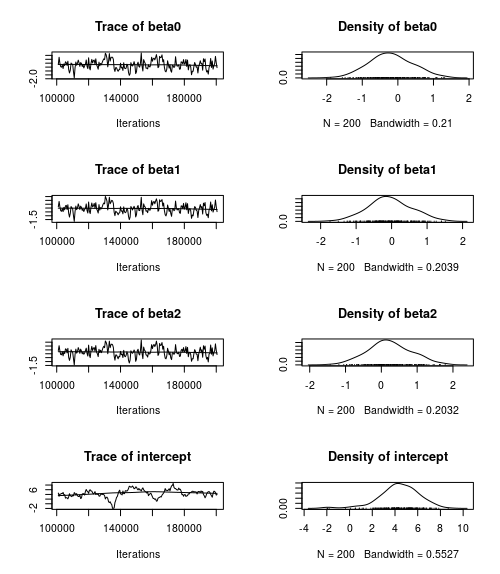 Trace of beta0
Density of beta0
-2.0
0.0
100000 140000 180000
-2 -1 0 1 2
Iterations
N = 200 Bandwidth = 0.21
Trace of beta1
Density of beta1
-1.5
0.0
100000 140000 180000
-2 -1 0 1 2
Iterations
N = 200 Bandwidth = 0.2039
Trace of beta2
Density of beta2
-1.5
0.0
100000 140000 180000
-2 -1 0 1 2
Iterations
N = 200 Bandwidth = 0.2032
Trace of intercept
Density of intercept
-2 6
0.00
100000 140000 180000
-4 -2 0 2 4 6 8 10
Iterations
N = 200 Bandwidth = 0.5527